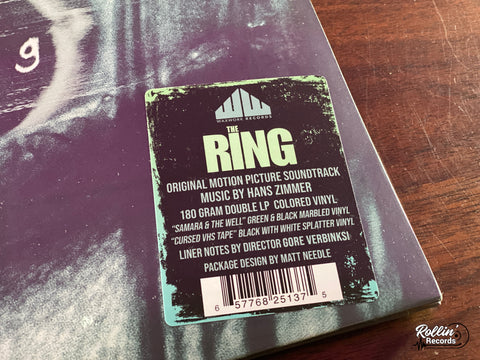 g
WAXWORK RECORDS
THE
RING
ORIGINAL MOTION PICTURE SOUNDTRACK
MUSIC BY HANS ZIMMER
180 GRAM DOUBLE LP COLORED VINYL
"SAMARA & THE WELL" GREEN & BLACK MARBLED VINYL
"CURSED VHS TAPE" BLACK WITH WHITE SPLATTER VINYL
LINER NOTES BY DIRECTOR GORE VERBINKSI
PACKAGE DESIGN BY MATT NEEDLE
6 57768 25137 5
Rollin'
Records